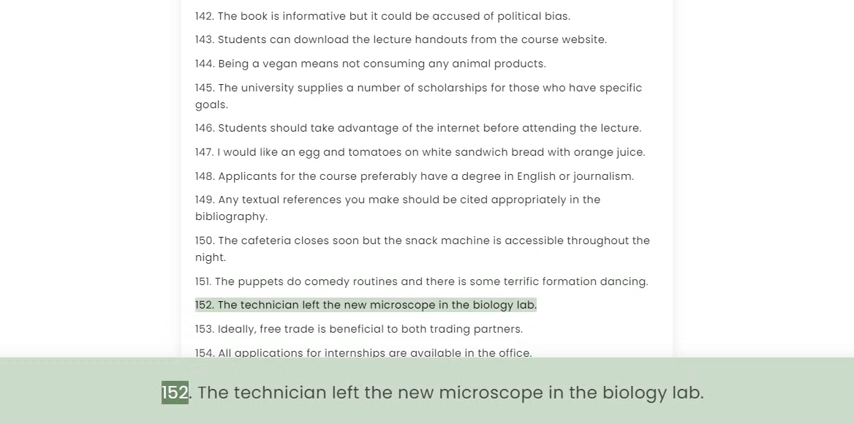 142. The book is informative but it could be accused of political bias.
143. Students can download the lecture handouts from the course website.
144. Being a vegan means not consuming any animal products.
145. The university supplies a number of scholarships for those who have specific
goals.
146. Students should take advantage of the internet before attending the lecture.
147. I would like an egg and tomatoes on white sandwich bread with orange juice.
148. Applicants for the course preferably have a degree in English or journalism.
149. Any textual references you make should be cited appropriately in the
bibliography.
150. The cafeteria closes soon but the snack machine is accessible throughout the
night.
151. The puppets do comedy routines and there is some terrific formation dancing.
152. The technician left the new microscope in the biology lab.
153. Ideally, free trade is beneficial to both trading partners.
154. All applications for internships are available in the office.
152. The technician left the new microscope in the biology lab.